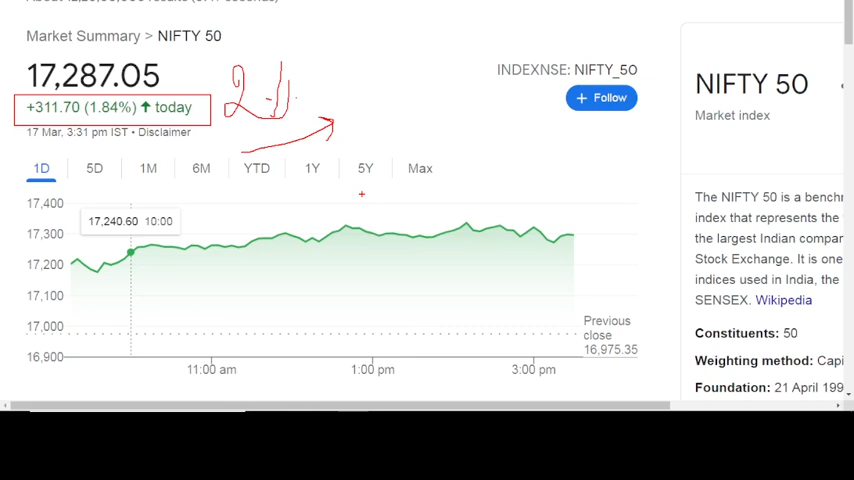 Market Summary > NIFTY 50
17,287.05
+311.70 (1.84%) ↑ today
17 Mar, 3:31 pm IST • Disclaimer
INDEXNSE: NIFTY_50
+ Follow
1D 5D 1M 6M YTD 1Y 5Y Max
17,400
17,300
17,200
17,100
17,000
16,900
17,240.60 10:00
Previous
close
16,975.35
11:00 am 1:00 pm 3:00 pm
NIFTY 50
Market index
The NIFTY 50 is a bench
index that represents the
the largest Indian compar
Stock Exchange. It is one
indices used in India, the
SENSEX. Wikipedia
Constituents: 50
Weighting method: Capi
Foundation: 21 April 199